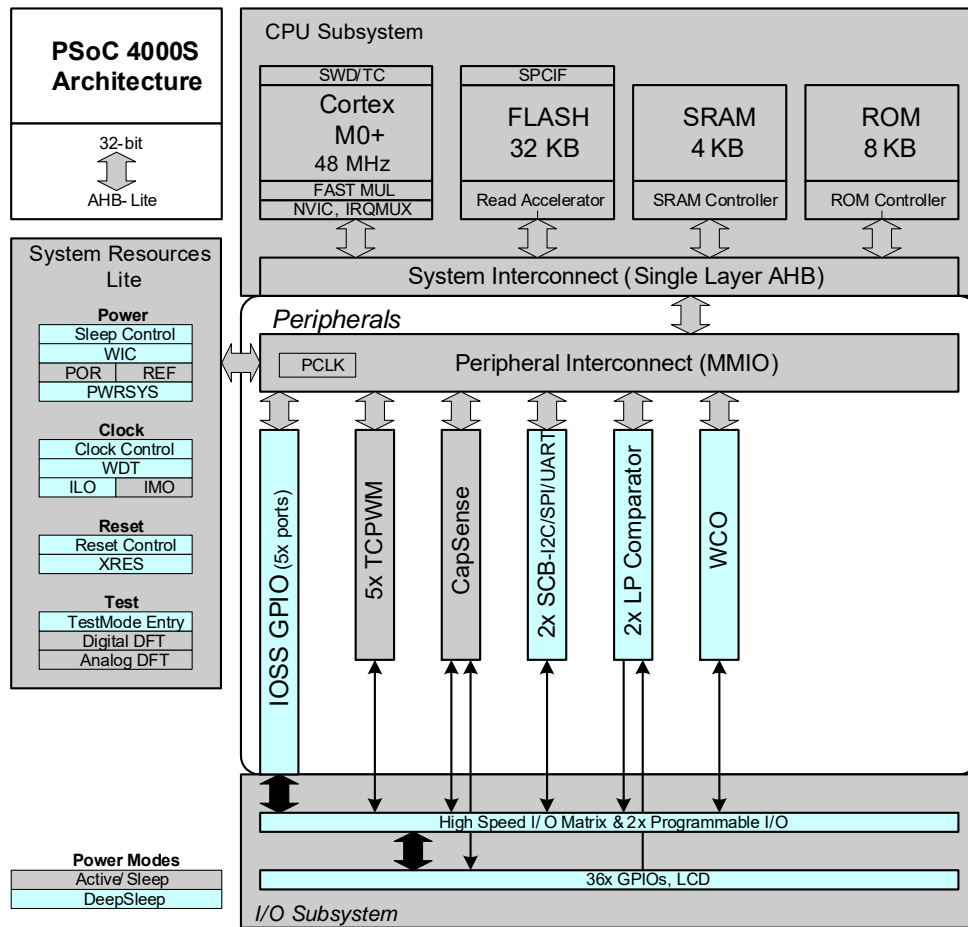 PSoC 4000S
Architecture
32-bit
AHB- Lite
CPU Subsystem
SWD/TC
Cortex
M0+
48 MHz
FAST MUL
NVIC, IRQMUX
SPCIF
FLASH
32 KB
Read Accelerator
SRAM
4 KB
SRAM Controller
ROM
8 KB
ROM Controller
System Interconnect (Single Layer AHB)
System Resources
Lite
Power
Sleep Control
WIC
POR REF
PWRSYS
Clock
Clock Control
WDT
ILO IMO
Reset
Reset Control
XRES
Test
TestMode Entry
Digital DFT
Analog DFT
Peripherals
PCLK
Peripheral Interconnect (MMIO)
IOSS GPIO (5x ports)
5x TCPWM
CapSense
2x SCB-I2C/SPI/UART
2x LP Comparator
WCO
High Speed I/ O Matrix & 2x Programmable I/O
36x GPIOs, LCD
I/O Subsystem
Power Modes
Active/ Sleep
DeepSleep